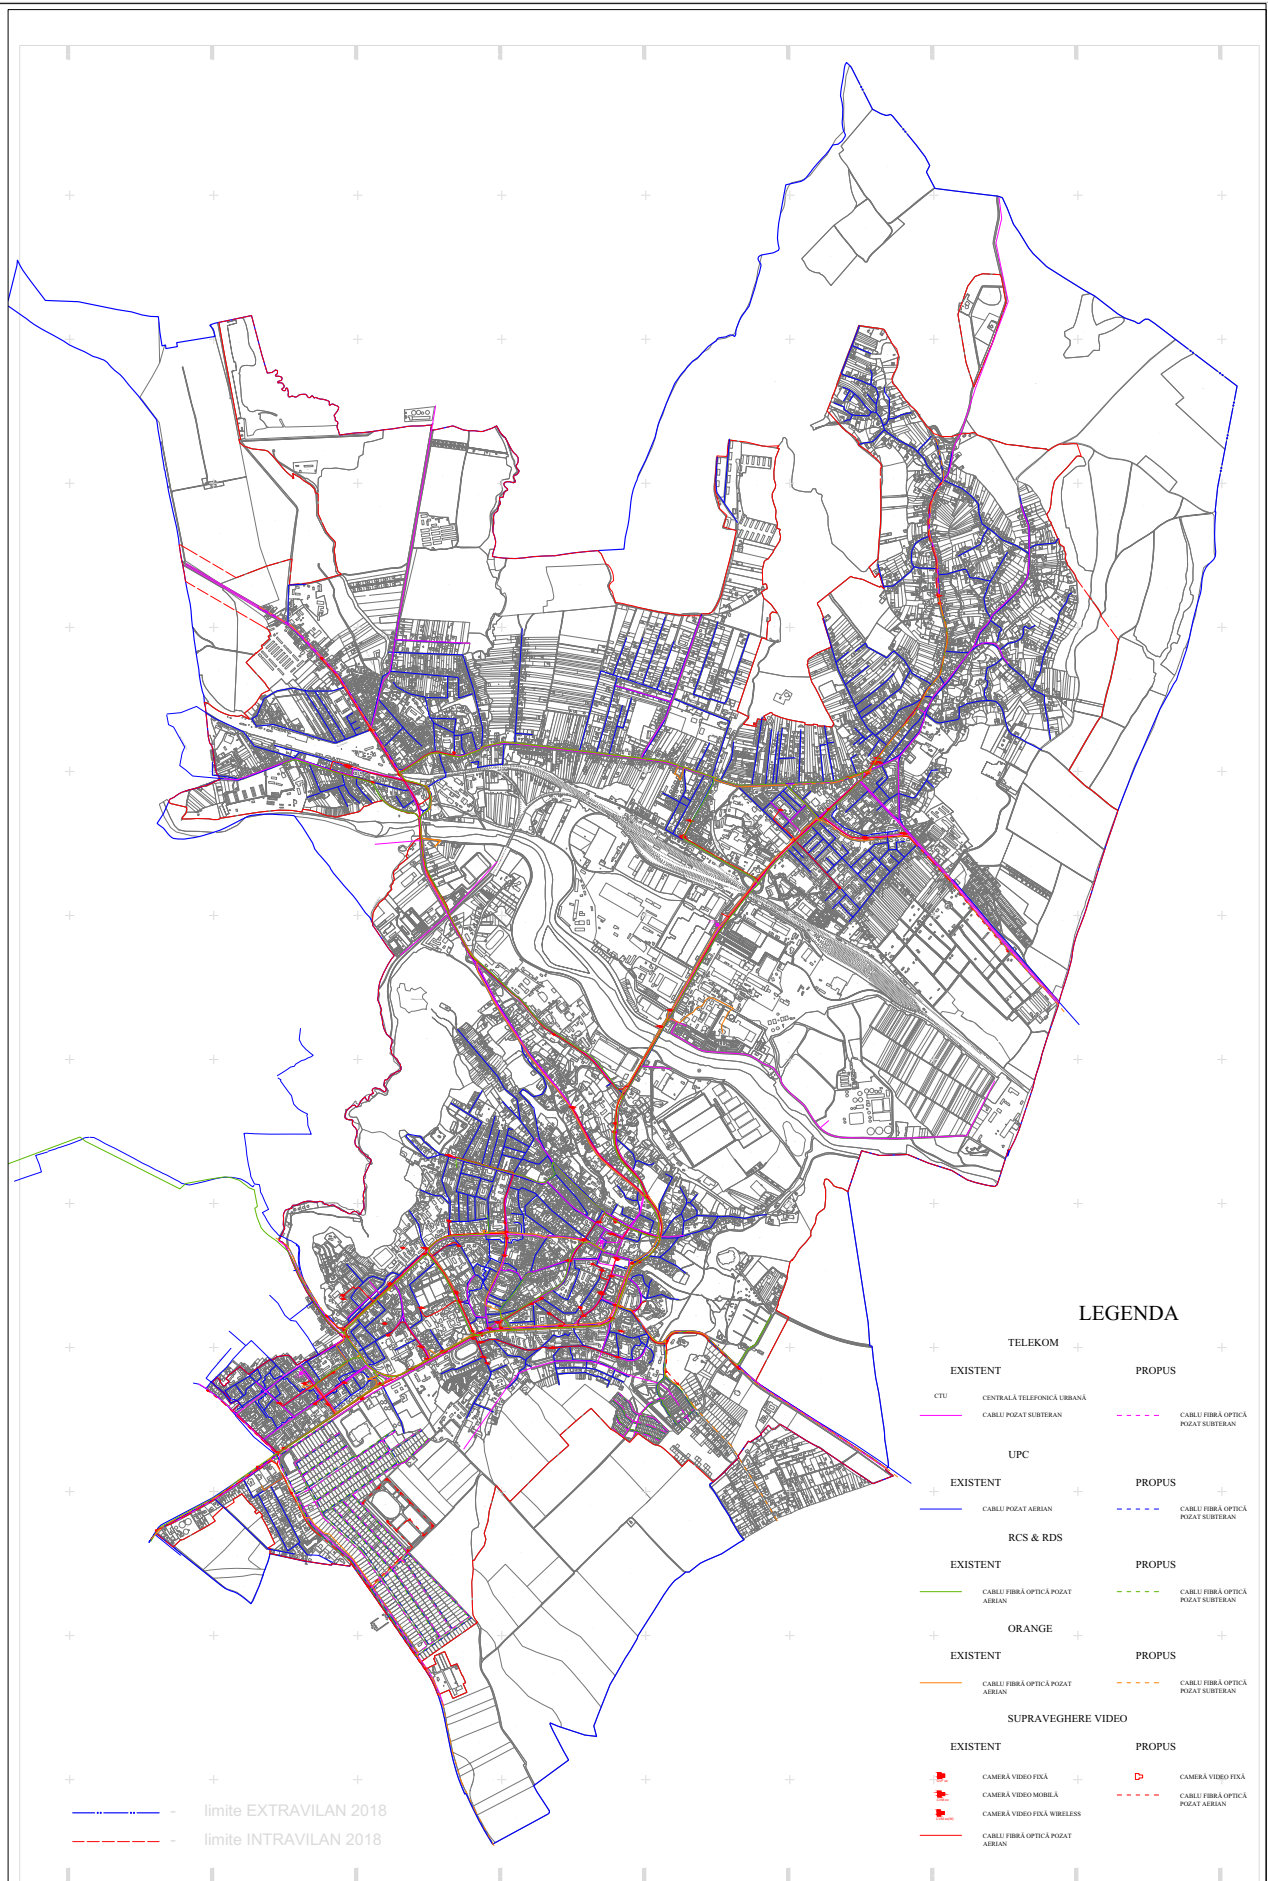 LEGENDA
TELEKOM
EXISTENT PROPUS
CTU CENTRALĂ TELEFONICĂ URBANĂ
CABLU POZAT SUBTERAN CABLU FIBRĂ OPTICĂ
POZAT SUBTERAN
UPC
EXISTENT PROPUS
CABLU POZAT AERIAN CABLU FIBRĂ OPTICĂ
POZAT SUBTERAN
RCS & RDS
EXISTENT PROPUS
CABLU FIBRĂ OPTICĂ POZAT
AERIAN
CABLU FIBRĂ OPTICĂ
POZAT SUBTERAN
ORANGE
EXISTENT PROPUS
CABLU FIBRĂ OPTICĂ POZAT
AERIAN
CABLU FIBRĂ OPTICĂ
POZAT SUBTERAN
SUPRAVEGHERE VIDEO
EXISTENT PROPUS
CAMERĂ VIDEO FIXĂ CAMERĂ VIDEO FIXĂ
CAMERĂ VIDEO MOBILĂ CABLU FIBRĂ OPTICĂ
POZAT AERIAN
CAMERĂ VIDEO FIXĂ WIRELESS
CABLU FIBRĂ OPTICĂ POZAT
AERIAN
- limite EXTRAVILAN 2018
- limite INTRAVILAN 2018